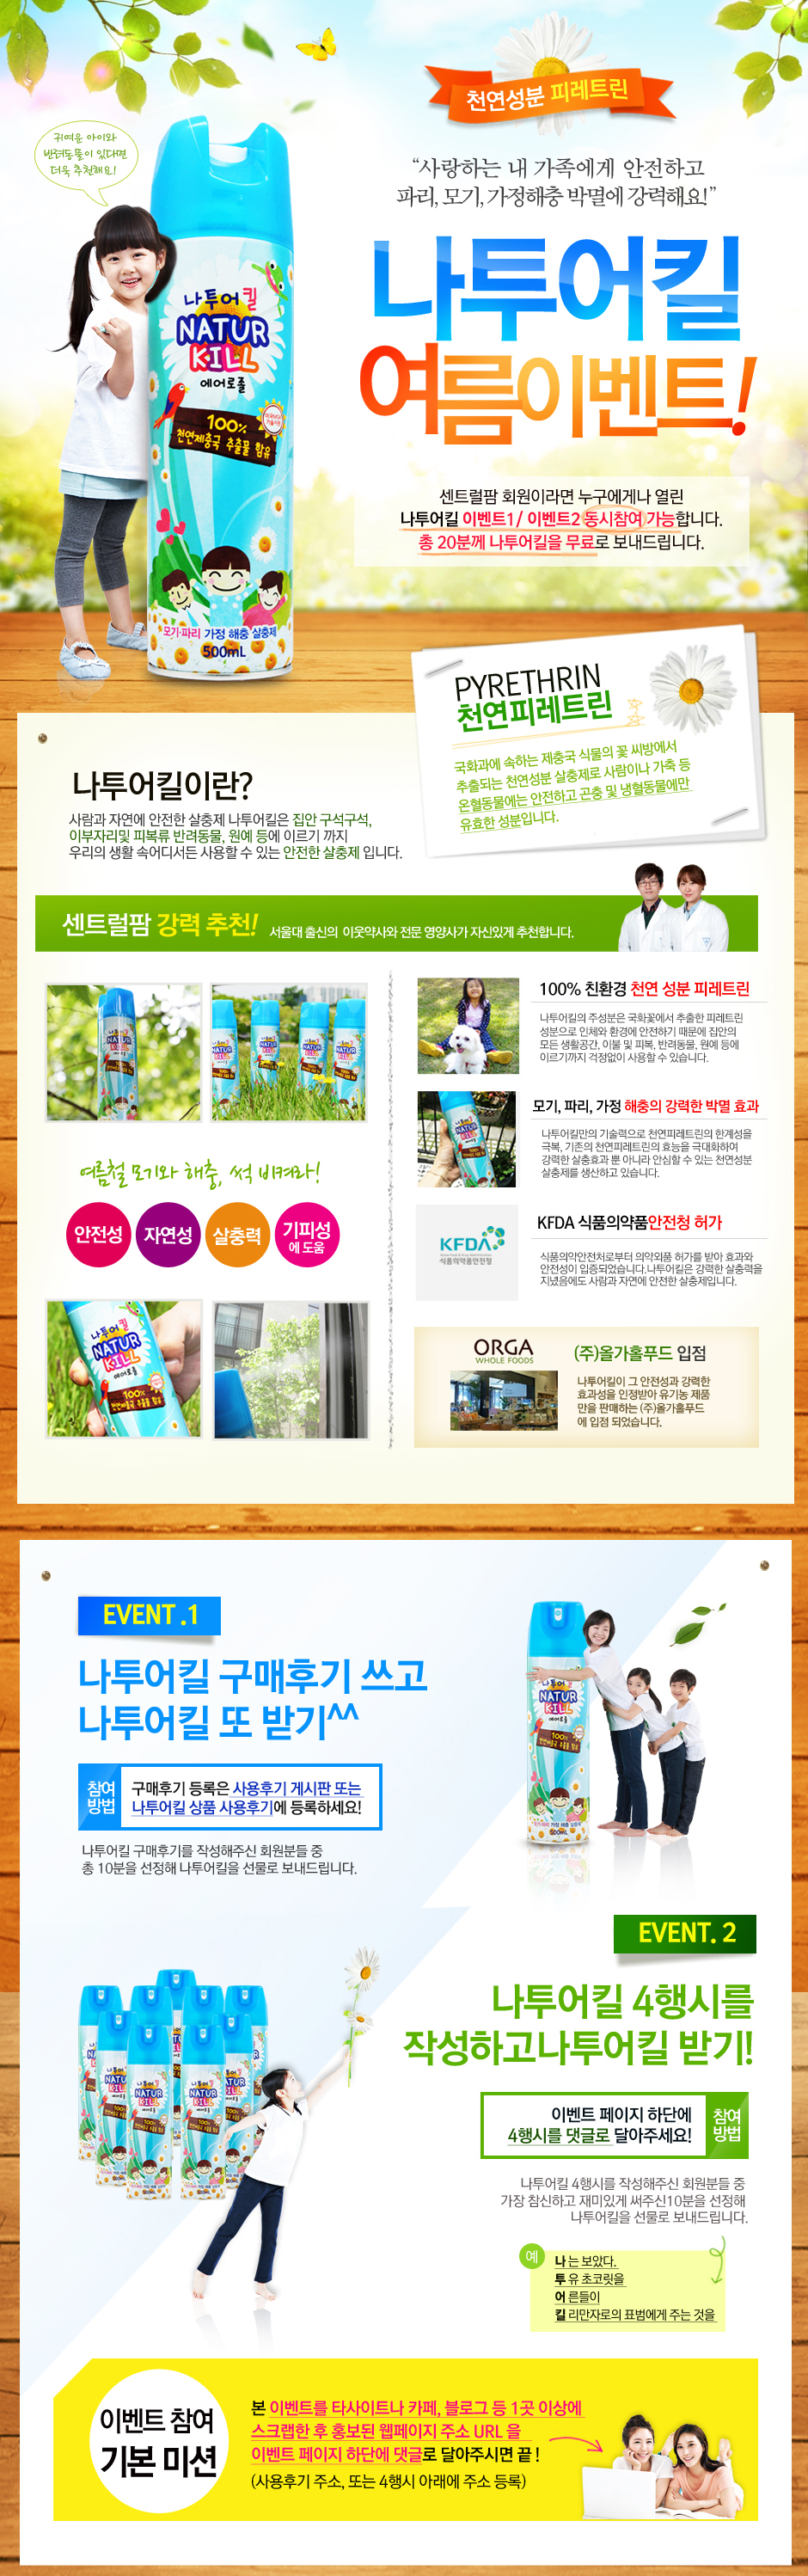 천연성분 피레트린
귀여운 아이와
반려동물이 있다면
더욱 추천해요!
“사랑하는 내 가족에게 안전하고
파리, 모기, 가정해충 박멸에 강력해요!”
나투어킬
여름이벤트!
나투어킬
NATUR
KILL
에어로졸
100%
천연제충국 추출물 함유
모기·파리 가정 해충 살충제
500mL
센트럴팜 회원이라면 누구에게나 열린
나투어킬 이벤트1/ 이벤트2 동시참여 가능합니다.
총 20분께 나투어킬을 무료로 보내드립니다.
PYRETHRIN
천연피레트린
국화과에 속하는 제충국 식물의 꽃 씨방에서
추출되는 천연성분 살충제로 사람이나 가축 등
온혈동물에는 안전하고 곤충 및 냉혈동물에만
유효한 성분입니다.
나투어킬이란?
사람과 자연에 안전한 살충제 나투어킬은 집안 구석구석,
이부자리및 피복류 반려동물, 원예 등에 이르기 까지
우리의 생활 속어디서든 사용할 수 있는 안전한 살충제 입니다.
센트럴팜 강력 추천! 서울대 출신의 이웃약사와 전문 영양사가 자신있게 추천합니다.
100% 친환경 천연 성분 피레트린
나투어킬의 주성분은 국화꽃에서 추출한 피레트린
성분으로 인체와 환경에 안전하기 때문에 집안의
모든 생활공간, 이불 및 피복, 반려동물, 원예 등에
이르기까지 걱정없이 사용할 수 있습니다.
모기, 파리, 가정 해충의 강력한 박멸 효과
나투어킬만의 기술력으로 천연피레트린의 한계성을
극복, 기존의 천연피레트린의 효능을 극대화하여
강력한 살충효과 뿐 아니라 안심할 수 있는 천연성분
살충제를 생산하고 있습니다.
여름철 모기와 해충, 썩 비켜라!
안전성 자연성 살충력 기피성
에 도움
KFDA
식품의약품안전청
KFDA 식품의약품안전청 허가
식품의약안전처로부터 의약외품 허가를 받아 효과와
안전성이 입증되었습니다.나투어킬은 강력한 살충력을
지녔음에도 사람과 자연에 안전한 살충제입니다.
나투어킬
NATUR
KILL
에어로졸
100%
천연제충국 추출물 함유
ORGA
WHOLE FOODS
(주)올가홀푸드 입점
나투어킬이 그 안전성과 강력한
효과성을 인정받아 유기농 제품
만을 판매하는 (주)올가홀푸드
에 입점 되었습니다.
EVENT .1
나투어킬 구매후기 쓰고
나투어킬 또 받기^^
참여
방법
구매후기 등록은 사용후기 게시판 또는
나투어킬 상품 사용후기에 등록하세요!
나투어킬 구매후기를 작성해주신 회원분들 중
총 10분을 선정해 나투어킬을 선물로 보내드립니다.
나투어킬
NATUR
KILL
에어로졸
100%
500mL
EVENT. 2
나투어킬 4행시를
작성하고나투어킬 받기!
이벤트 페이지 하단에
4행시를 댓글로 달아주세요!
참여
방법
나투어킬 4행시를 작성해주신 회원분들 중
가장 참신하고 재미있게 써주신10분을 선정해
나투어킬을 선물로 보내드립니다.
예
나 는 보았다.
투 유 초코릿을
어 른들이
킬 리만자로의 표범에게 주는 것을
이벤트 참여
기본 미션
본 이벤트를 타사이트나 카페, 블로그 등 1곳 이상에
스크랩한 후 홍보된 웹페이지 주소 URL 을
이벤트 페이지 하단에 댓글로 달아주시면 끝 !
(사용후기 주소, 또는 4행시 아래에 주소 등록)